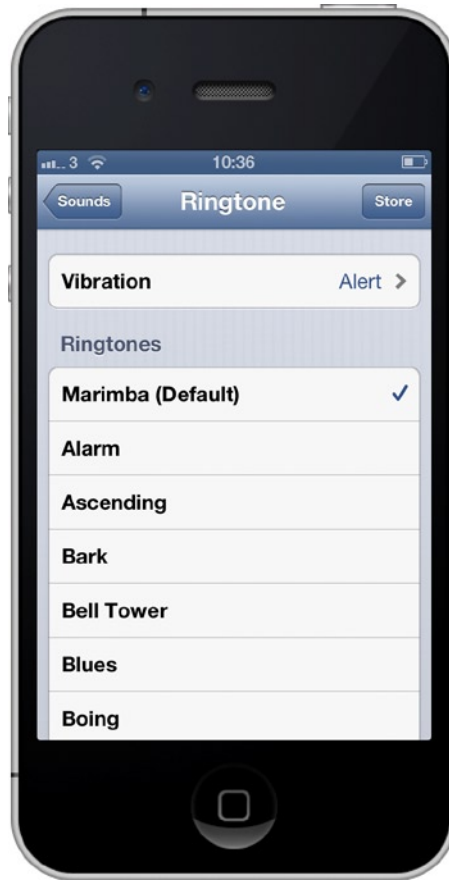 3 10:36
Sounds Ringtone Store
Vibration Alert
Ringtones
Marimba (Default)
Alarm
Ascending
Bark
Bell Tower
Blues
Boing